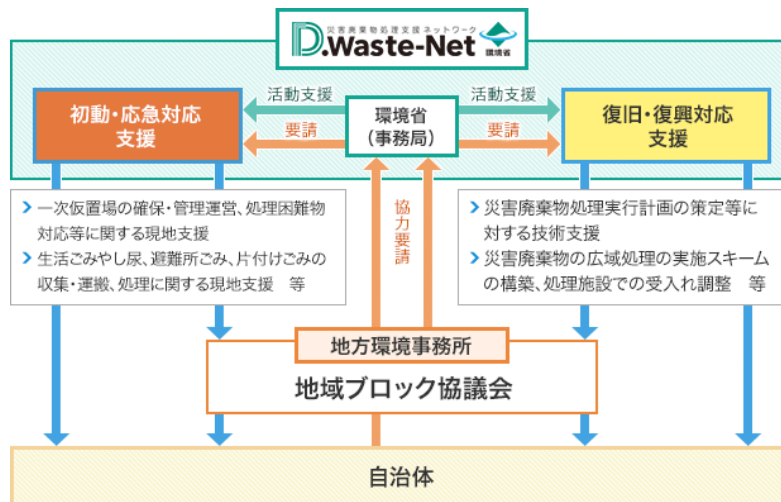 災害廃棄物処理支援ネットワーク
D.Waste-Net
環境省
活動支援
活動支援
初動・応急対応
支援
環境省
（事務局）
復旧・復興対応
支援
要請
要請
一次仮置場の確保・管理運営、処理困難物
対応等に関する現地支援
生活ごみやし尿、避難所ごみ、片付けごみの
収集・運搬、処理に関する現地支援　等
協力要請
災害廃棄物処理実行計画の策定等に
対する技術支援
災害廃棄物の広域処理の実施スキーム
の構築、処理施設での受入れ調整　等
地方環境事務所
地域ブロック協議会
自治体